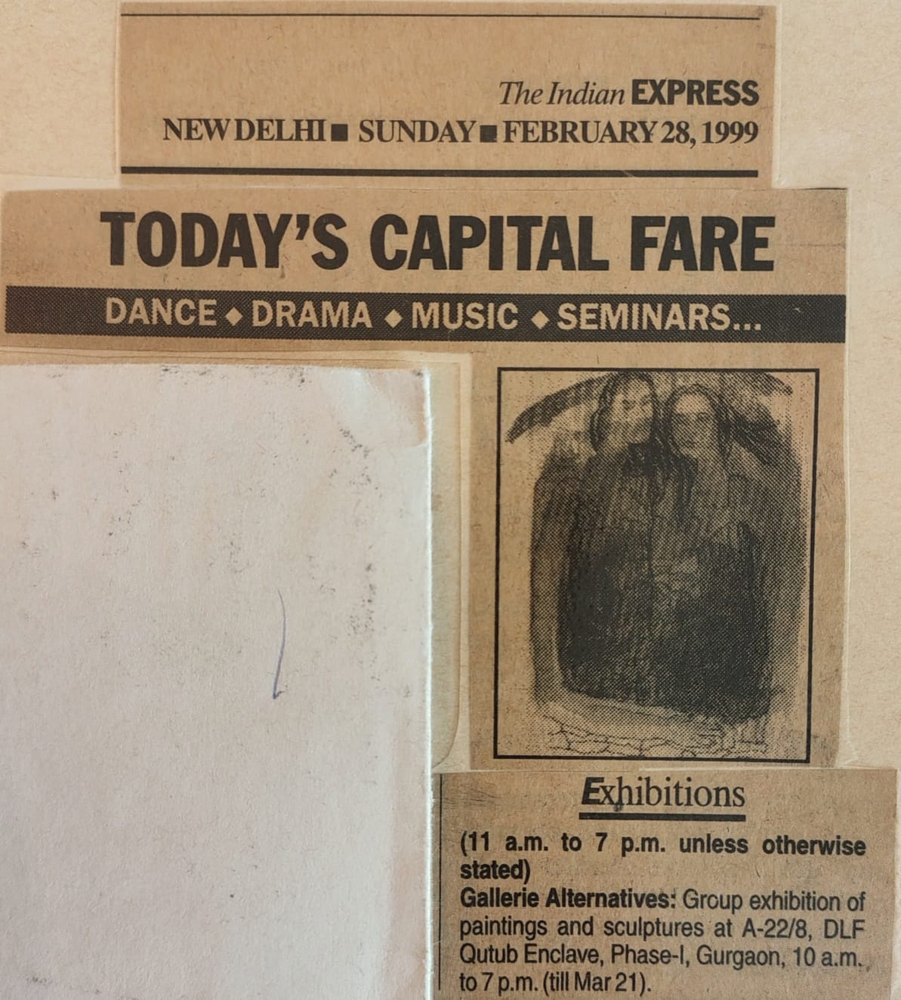 The Indian EXPRESS
NEW DELHI ■ SUNDAY ■ FEBRUARY 28, 1999
TODAY'S CAPITAL FARE
DANCE ◆ DRAMA ◆ MUSIC ◆ SEMINARS...
Exhibitions
(11 a.m. to 7 p.m. unless otherwise
stated)
Gallerie Alternatives: Group exhibition of
paintings and sculptures at A-22/8, DLF
Qutub Enclave, Phase-I, Gurgaon, 10 a.m.
to 7 p.m. (till Mar 21).